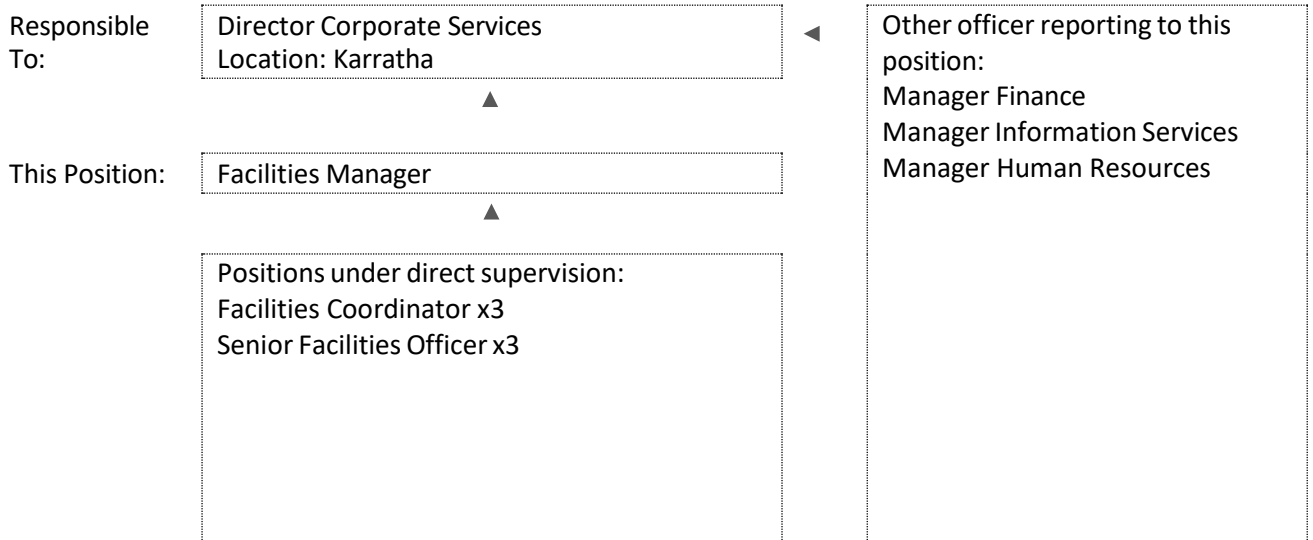 Responsible
To:
Director Corporate Services
Location: Karratha
Other officer reporting to this
position:
Manager Finance
Manager Information Services
Manager Human Resources
This Position:
Facilities Manager
Positions under direct supervision:
Facilities Coordinator x3
Senior Facilities Officer x3